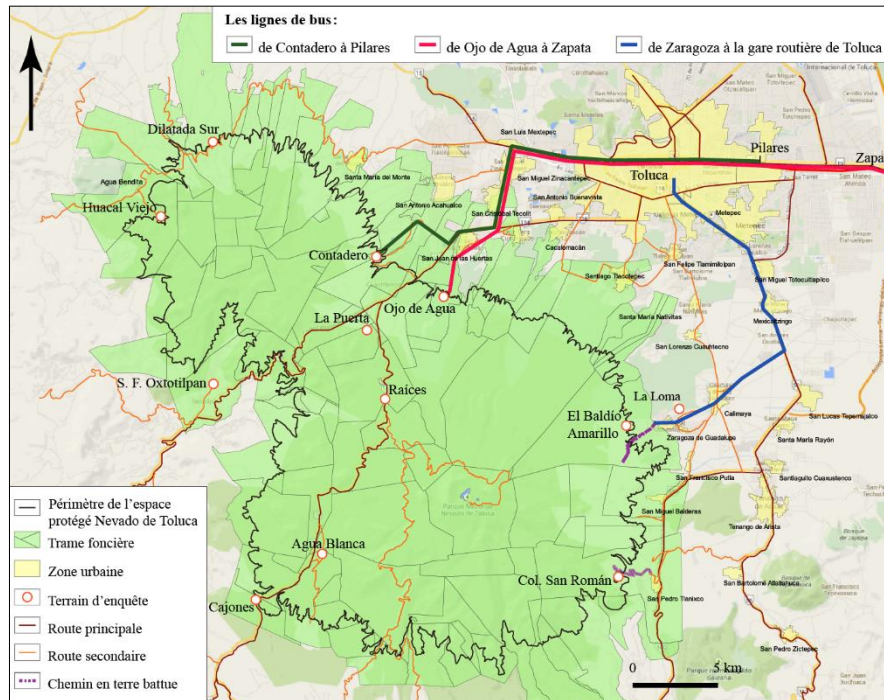 Les lignes de bus :
de Contadero à Pilares
de Ojo de Agua à Zapata
de Zaragoza à la gare routière de Toluca
Dilatada Sur
San Luis Mextepec
Pilares
Zapa
Agua Bendita
Santa María del Monte
San Miguel Zinacantepec
Toluca
Huacal Viejo
San Antonio Acahualco
San Cristobal Tecolit
San Antonio Buenavista
Metepec
Contadero
San Juan de las Huertas
Cacalomacán
San Felipe Tlamimilolpan
Santiago Tlacotepec
San Miguel Totocuitlapico
Ojo de Agua
La Puerta
Santa María Nativitas
Mexicaltzingo
San Lorenzo Cuauhtenco
S. F. Oxtotilpan
Raíces
La Loma
El Baldío
Amarillo
Calimaya
San Lucas Tepemajalco
Zaragoza de Guadalupe
Santa María Rayón
San Francisco Putla
Santiaguito Cuaxustenco
San Miguel Balderas
Tenango de Arista
Agua Blanca
Col. San Román
San Bartolomé Atlatlahuca
Cajones
San Pedro Tlanixco
San Pedro Zictepec
Périmètre de l'espace
protégé Nevado de Toluca
Trame foncière
Zone urbaine
Terrain d'enquête
Route principale
Route secondaire
Chemin en terre battue
0 5 km